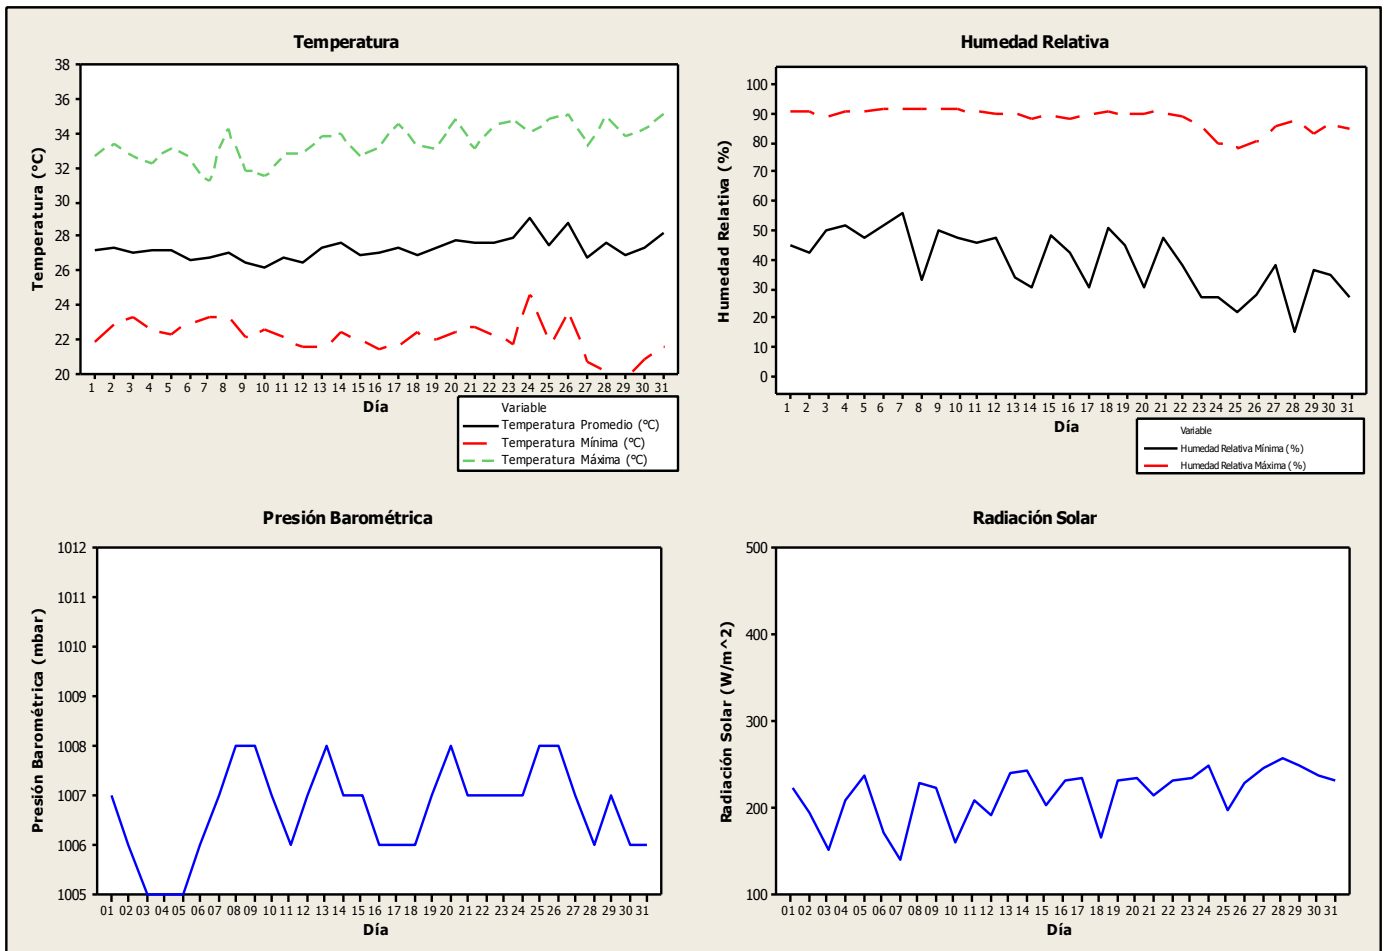 Temperatura
38
36
34
32
30
28
26
24
22
20
Temperatura (°C)
1 2 3 4 5 6 7 8 9 10 11 12 13 14 15 16 17 18 19 20 21 22 23 24 25 26 27 28 29 30 31
Día
Variable
Temperatura Promedio (°C)
Temperatura Mínima (°C)
Temperatura Máxima (°C)
Humedad Relativa
100
90
80
70
60
50
40
30
20
10
0
Humedad Relativa (%)
1 2 3 4 5 6 7 8 9 10 11 12 13 14 15 16 17 18 19 20 21 22 23 24 25 26 27 28 29 30 31
Día
Variable
Humedad Relativa Mínima (%)
Humedad Relativa Máxima (%)
Presión Barométrica
1012
1011
1010
1009
1008
1007
1006
1005
Presión Barométrica (mbar)
01 02 03 04 05 06 07 08 09 10 11 12 13 14 15 16 17 18 19 20 21 22 23 24 25 26 27 28 29 30 31
Día
Radiación Solar
500
400
300
200
100
Radiación Solar (W/m^2)
01 02 03 04 05 06 07 08 09 10 11 12 13 14 15 16 17 18 19 20 21 22 23 24 25 26 27 28 29 30 31
Día